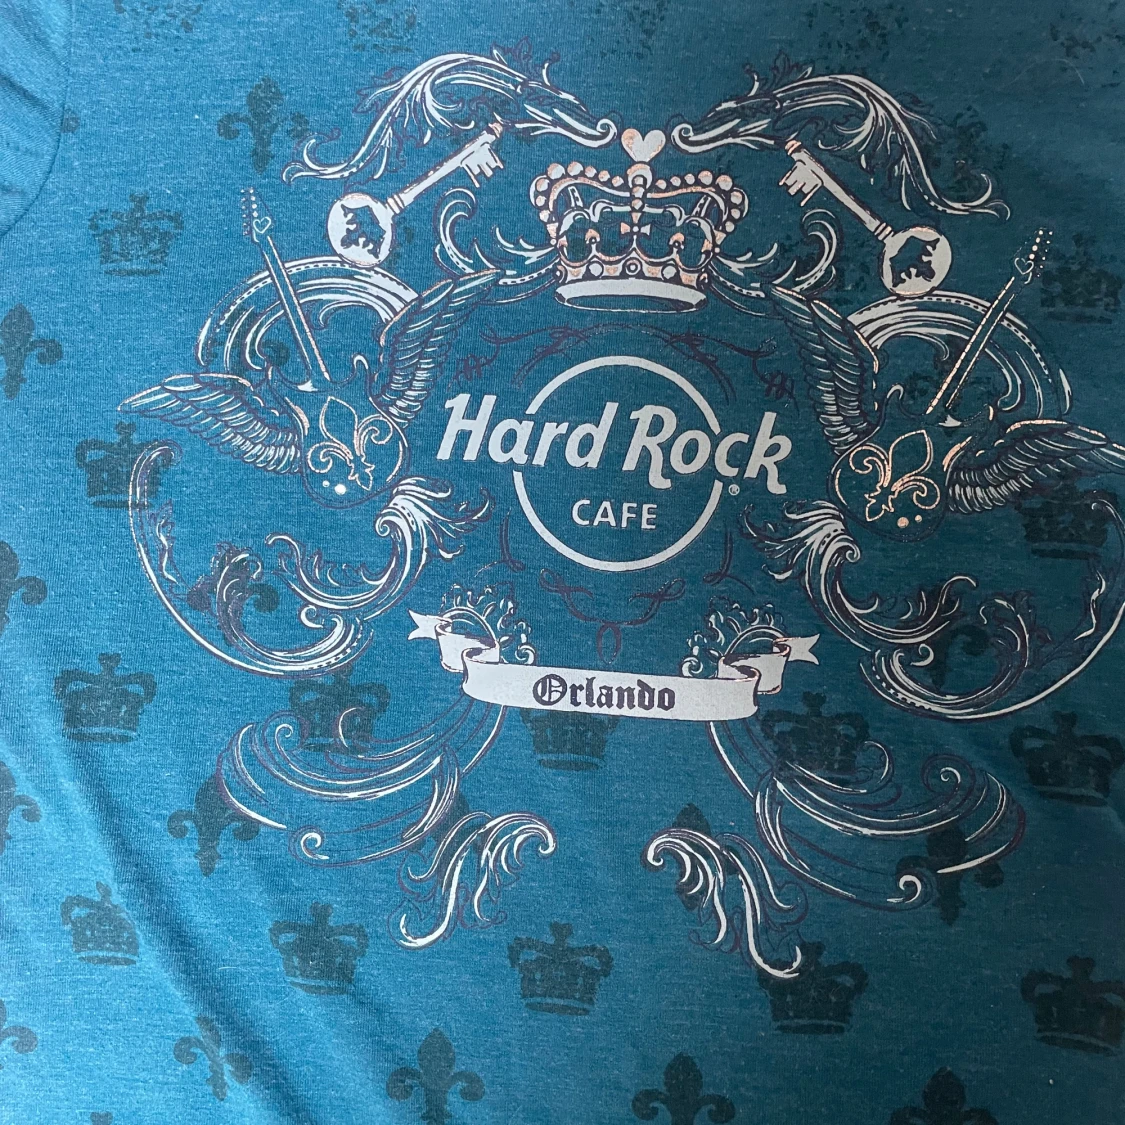 Hard Rock
®
CAFE
Orlando